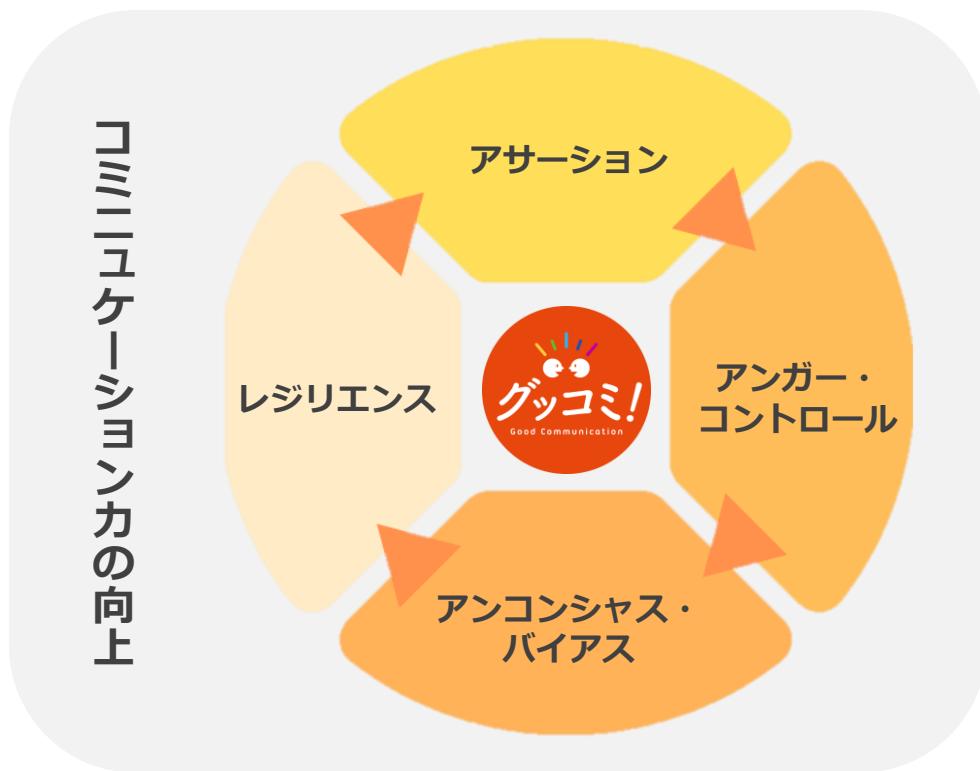 コミニュケーション力の向上
アサーション
アンガー・
コントロール
アンコンシャス・
バイアス
レジリエンス
グッコミ!
Good Communication